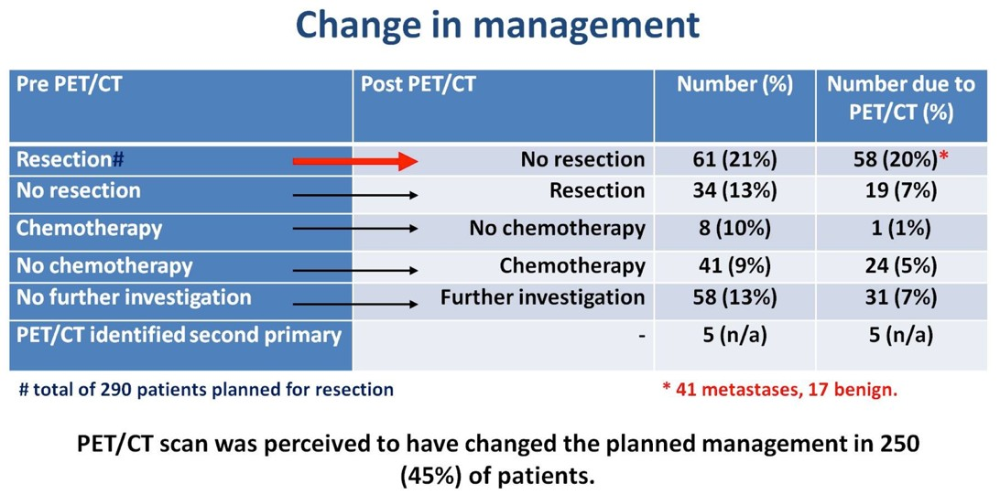 Change in management
Pre PET/CT Post PET/CT Number (%) Number due to
PET/CT (%)
Resection# No resection 61 (21%) 58 (20%)*
No resection Resection 34 (13%) 19 (7%)
Chemotherapy No chemotherapy 8 (10%) 1 (1%)
No chemotherapy Chemotherapy 41 (9%) 24 (5%)
No further investigation Further investigation 58 (13%) 31 (7%)
PET/CT identified second primary - 5 (n/a) 5 (n/a)
# total of 290 patients planned for resection * 41 metastases, 17 benign.
PET/CT scan was perceived to have changed the planned management in 250
(45%) of patients.